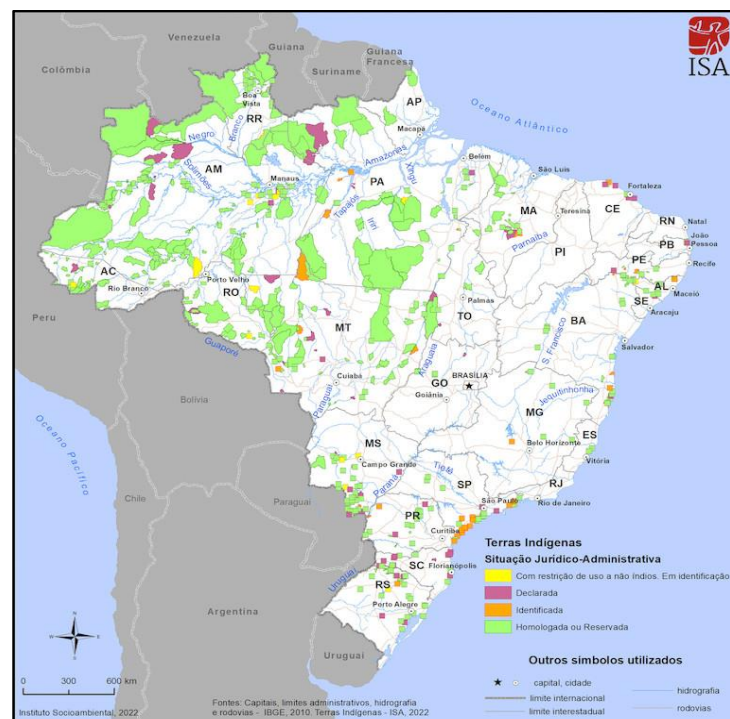 Venezuela
Guiana
Guiana
Francesa
Suriname
Colômbia
ISA
Boa
Vista
RR
AP
Macapá
Oceano Atlântico
Negro
Branco
Amazonas
AM
Solimões
Manaus
PA
Xingu
Belém
São Luís
Tapajós
Iriri
MA
Teresina
CE
Fortaleza
RN
Natal
PB
João
Pessoa
Parnaíba
PI
PE
Recife
AC
Rio Branco
Porto Velho
RO
AL
Maceió
SE
Aracaju
Palmas
TO
MT
BA
S. Francisco
Salvador
Peru
Guaporé
Araguaia
Cuiabá
Paraguai
GO
BRASÍLIA
Goiânia
Jequitinhonha
MG
Bolívia
Belo Horizonte
ES
Vitória
MS
Campo Grande
Tietê
SP
RJ
São Paulo
Rio de Janeiro
Oceano Pacífico
Chile
Paraguai
Paraná
PR
Curitiba
SC
Florianópolis
Uruguai
RS
Porto Alegre
Argentina
Uruguai
Terras Indígenas
Situação Jurídico-Administrativa
Com restrição de uso a não índios. Em identificação
Declarada
Identificada
Homologada ou Reservada
Outros símbolos utilizados
capital, cidade
limite internacional
limite interestadual
hidrografia
rodovias
N
W
E
S
0 300 600 km
Instituto Socioambiental, 2022
Fontes: Capitais, limites administrativos, hidrografia
e rodovias - IBGE, 2010. Terras Indígenas - ISA, 2022